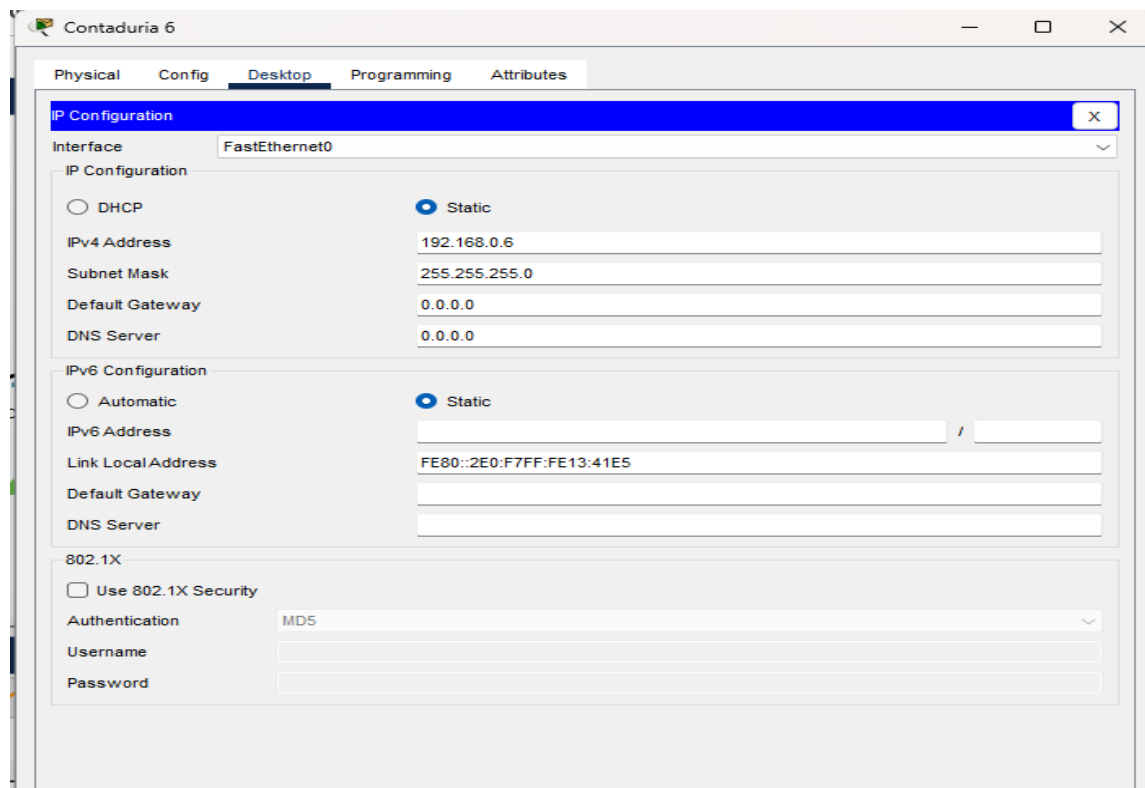 Contaduria 6
Physical Config Desktop Programming Attributes
IP Configuration X
Interface FastEthernet0
IP Configuration
DHCP Static
IPv4 Address 192.168.0.6
Subnet Mask 255.255.255.0
Default Gateway 0.0.0.0
DNS Server 0.0.0.0
IPv6 Configuration
Automatic Static
IPv6 Address /
Link Local Address FE80::2E0:F7FF:FE13:41E5
Default Gateway
DNS Server
802.1X
Use 802.1X Security
Authentication MD5
Username
Password